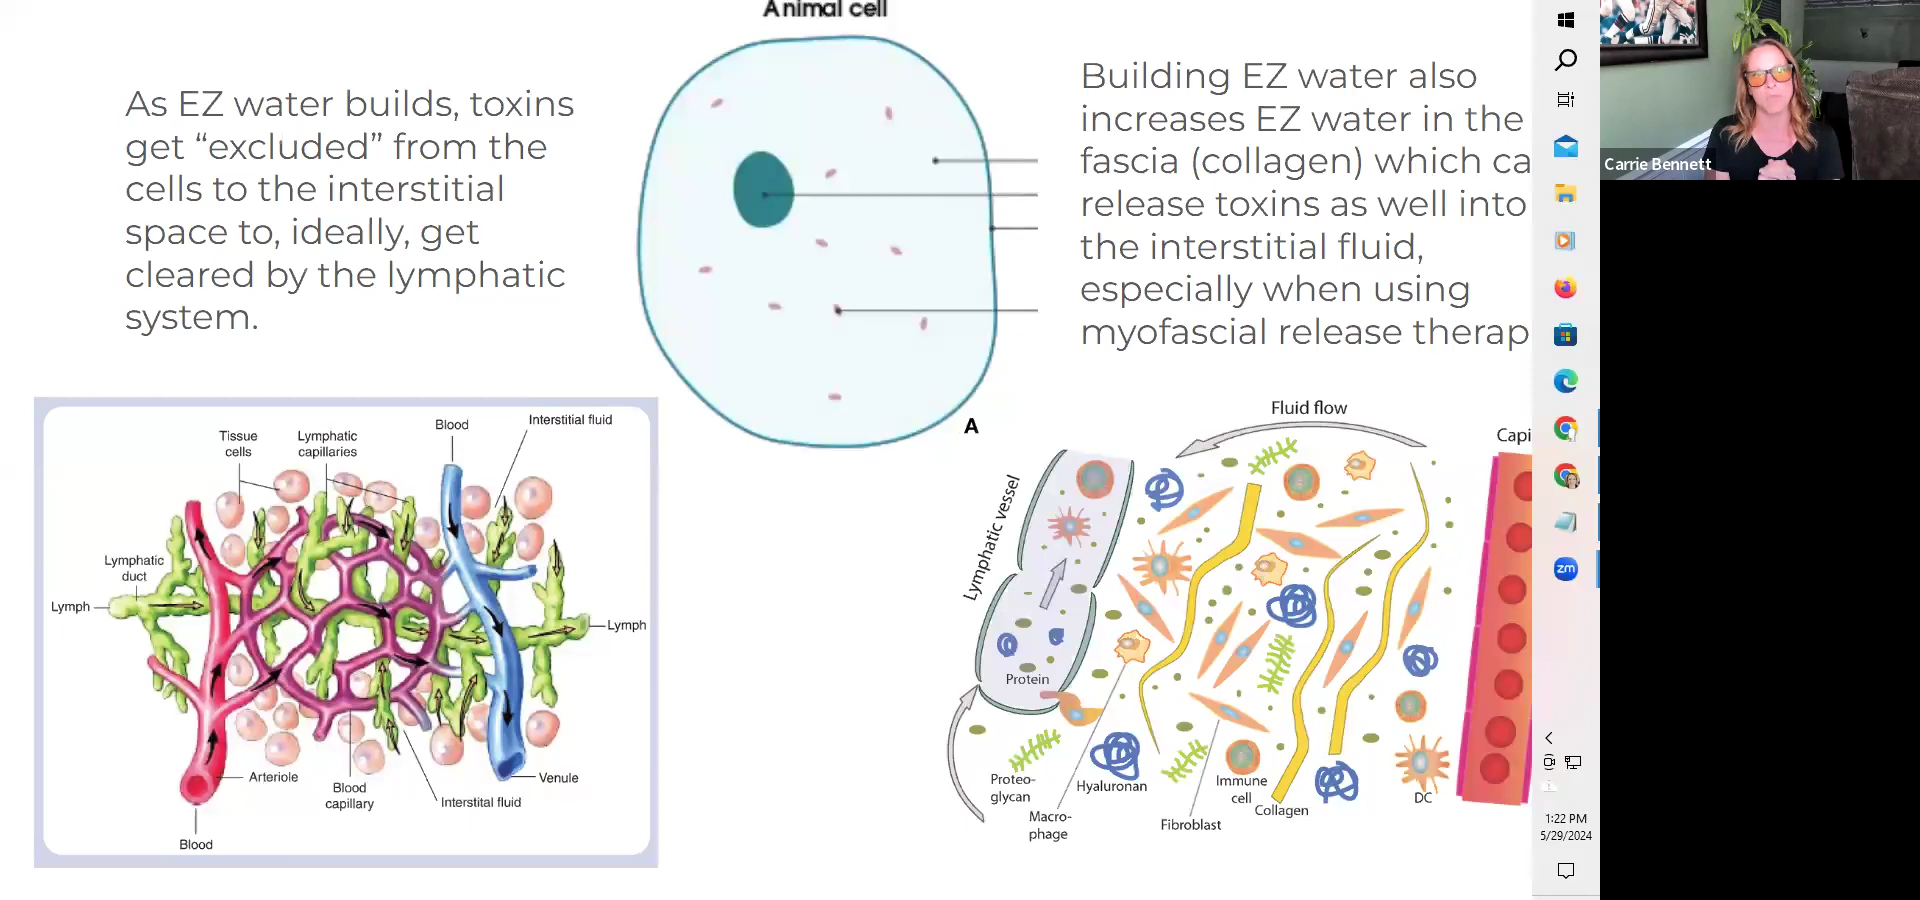 Animal cell
As EZ water builds, toxins
get “excluded” from the
cells to the interstitial
space to, ideally, get
cleared by the lymphatic
system.
Building EZ water also
increases EZ water in the
fascia (collagen) which ca
release toxins as well into
the interstitial fluid,
especially when using
myofascial release therap
Carrie Bennett
A
Tissue
cells
Lymphatic
capillaries
Blood
Interstitial fluid
Lymphatic
duct
Lymph
Lymph
Arteriole
Blood
capillary
Interstital fluid
Venule
Blood
Fluid flow
Capi
Lymphatic vessel
Protein
Proteo-
glycan
Macro-
phage
Hyaluronan
Fibroblast
Immune
cell
Collagen
DC
zm
1:22 PM
5/29/2024